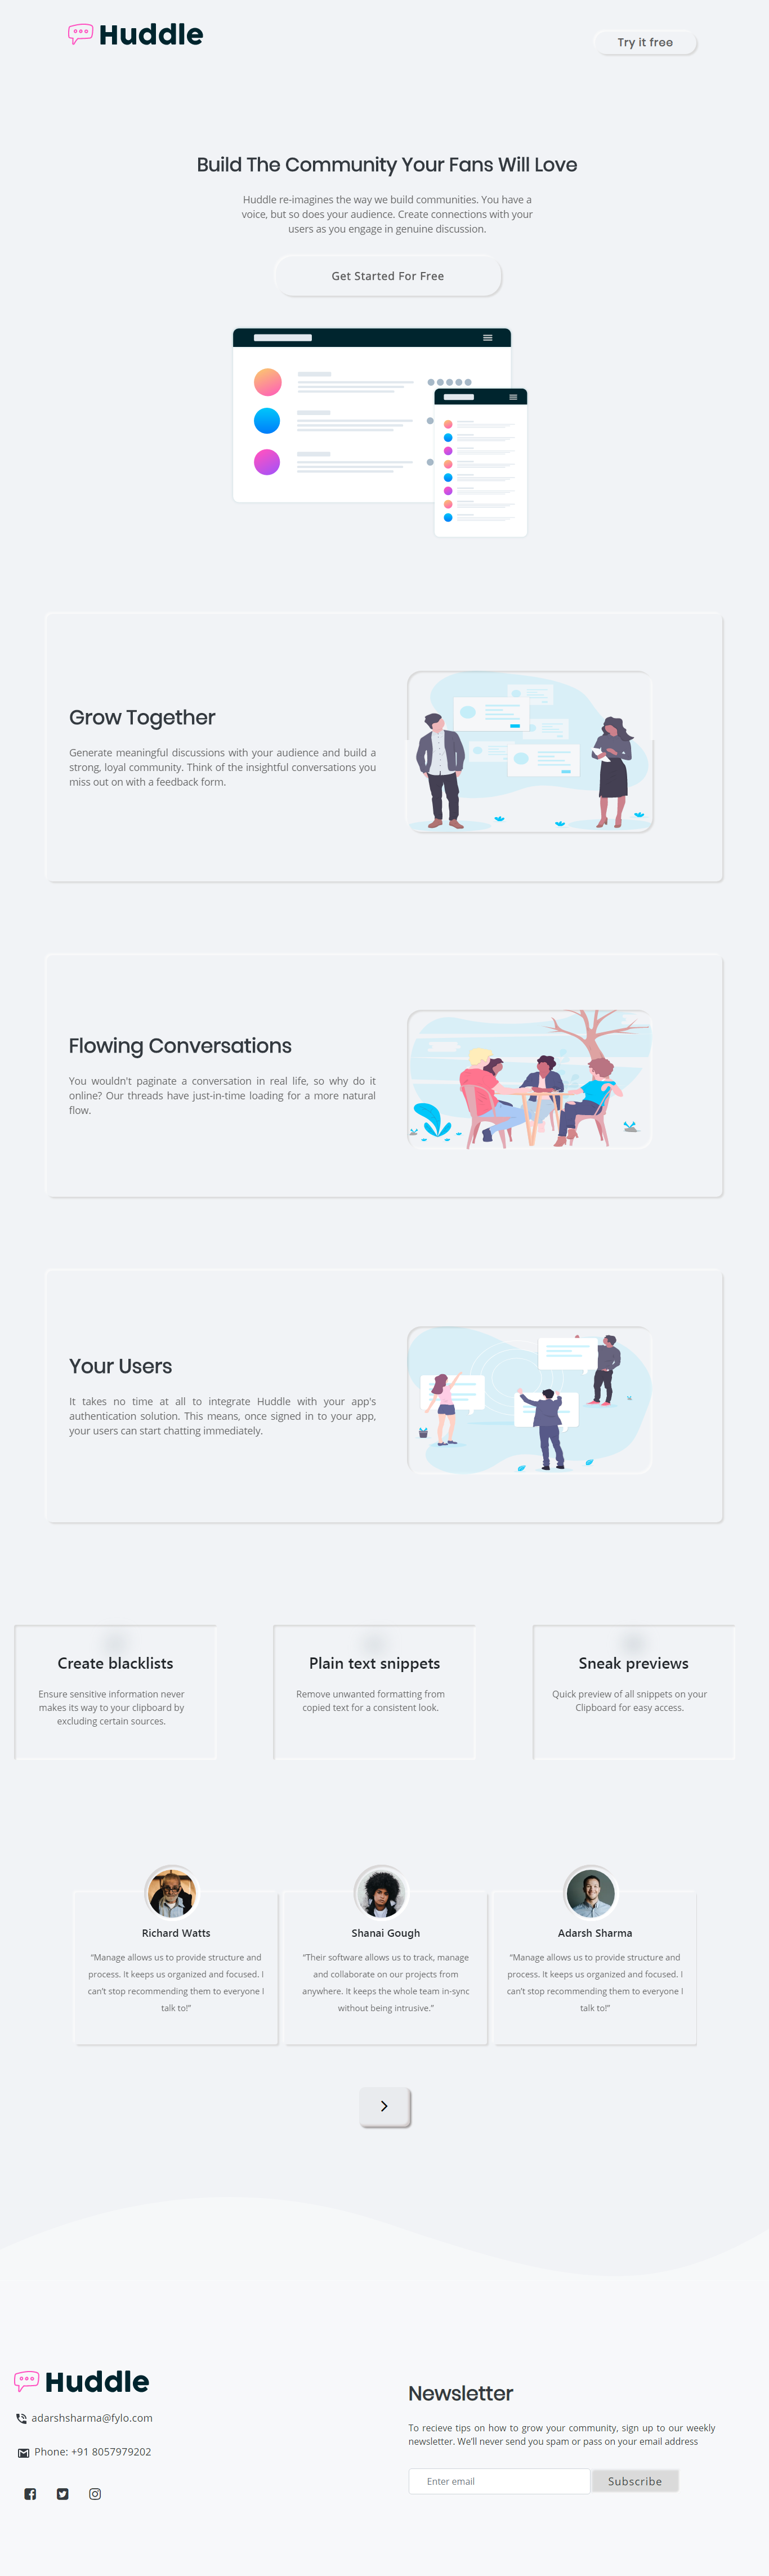 Huddle
Try it free
Build The Community Your Fans Will Love
Huddle re-imagines the way we build communities. You have a
voice, but so does your audience. Create connections with your
users as you engage in genuine discussion.
Get Started For Free
Grow Together
Generate meaningful discussions with your audience and build a
strong, loyal community. Think of the insightful conversations you
miss out on with a feedback form.
Flowing Conversations
You wouldn't paginate a conversation in real life, so why do it
online? Our threads have just-in-time loading for a more natural
flow.
Your Users
It takes no time at all to integrate Huddle with your app's
authentication solution. This means, once signed in to your app,
your users can start chatting immediately.
Create blacklists
Ensure sensitive information never
makes its way to your clipboard by
excluding certain sources.
Plain text snippets
Remove unwanted formatting from
copied text for a consistent look.
Sneak previews
Quick preview of all snippets on your
Clipboard for easy access.
Richard Watts
“Manage allows us to provide structure and
process. It keeps us organized and focused. I
can’t stop recommending them to everyone I
talk to!”
Shanai Gough
“Their software allows us to track, manage
and collaborate on our projects from
anywhere. It keeps the whole team in-sync
without being intrusive.”
Adarsh Sharma
“Manage allows us to provide structure and
process. It keeps us organized and focused. I
can’t stop recommending them to everyone I
talk to!”
Huddle
adarshsharma@fylo.com
Phone: +91 8057979202
Newsletter
To recieve tips on how to grow your community, sign up to our weekly
newsletter. We’ll never send you spam or pass on your email address
Enter email
Subscribe